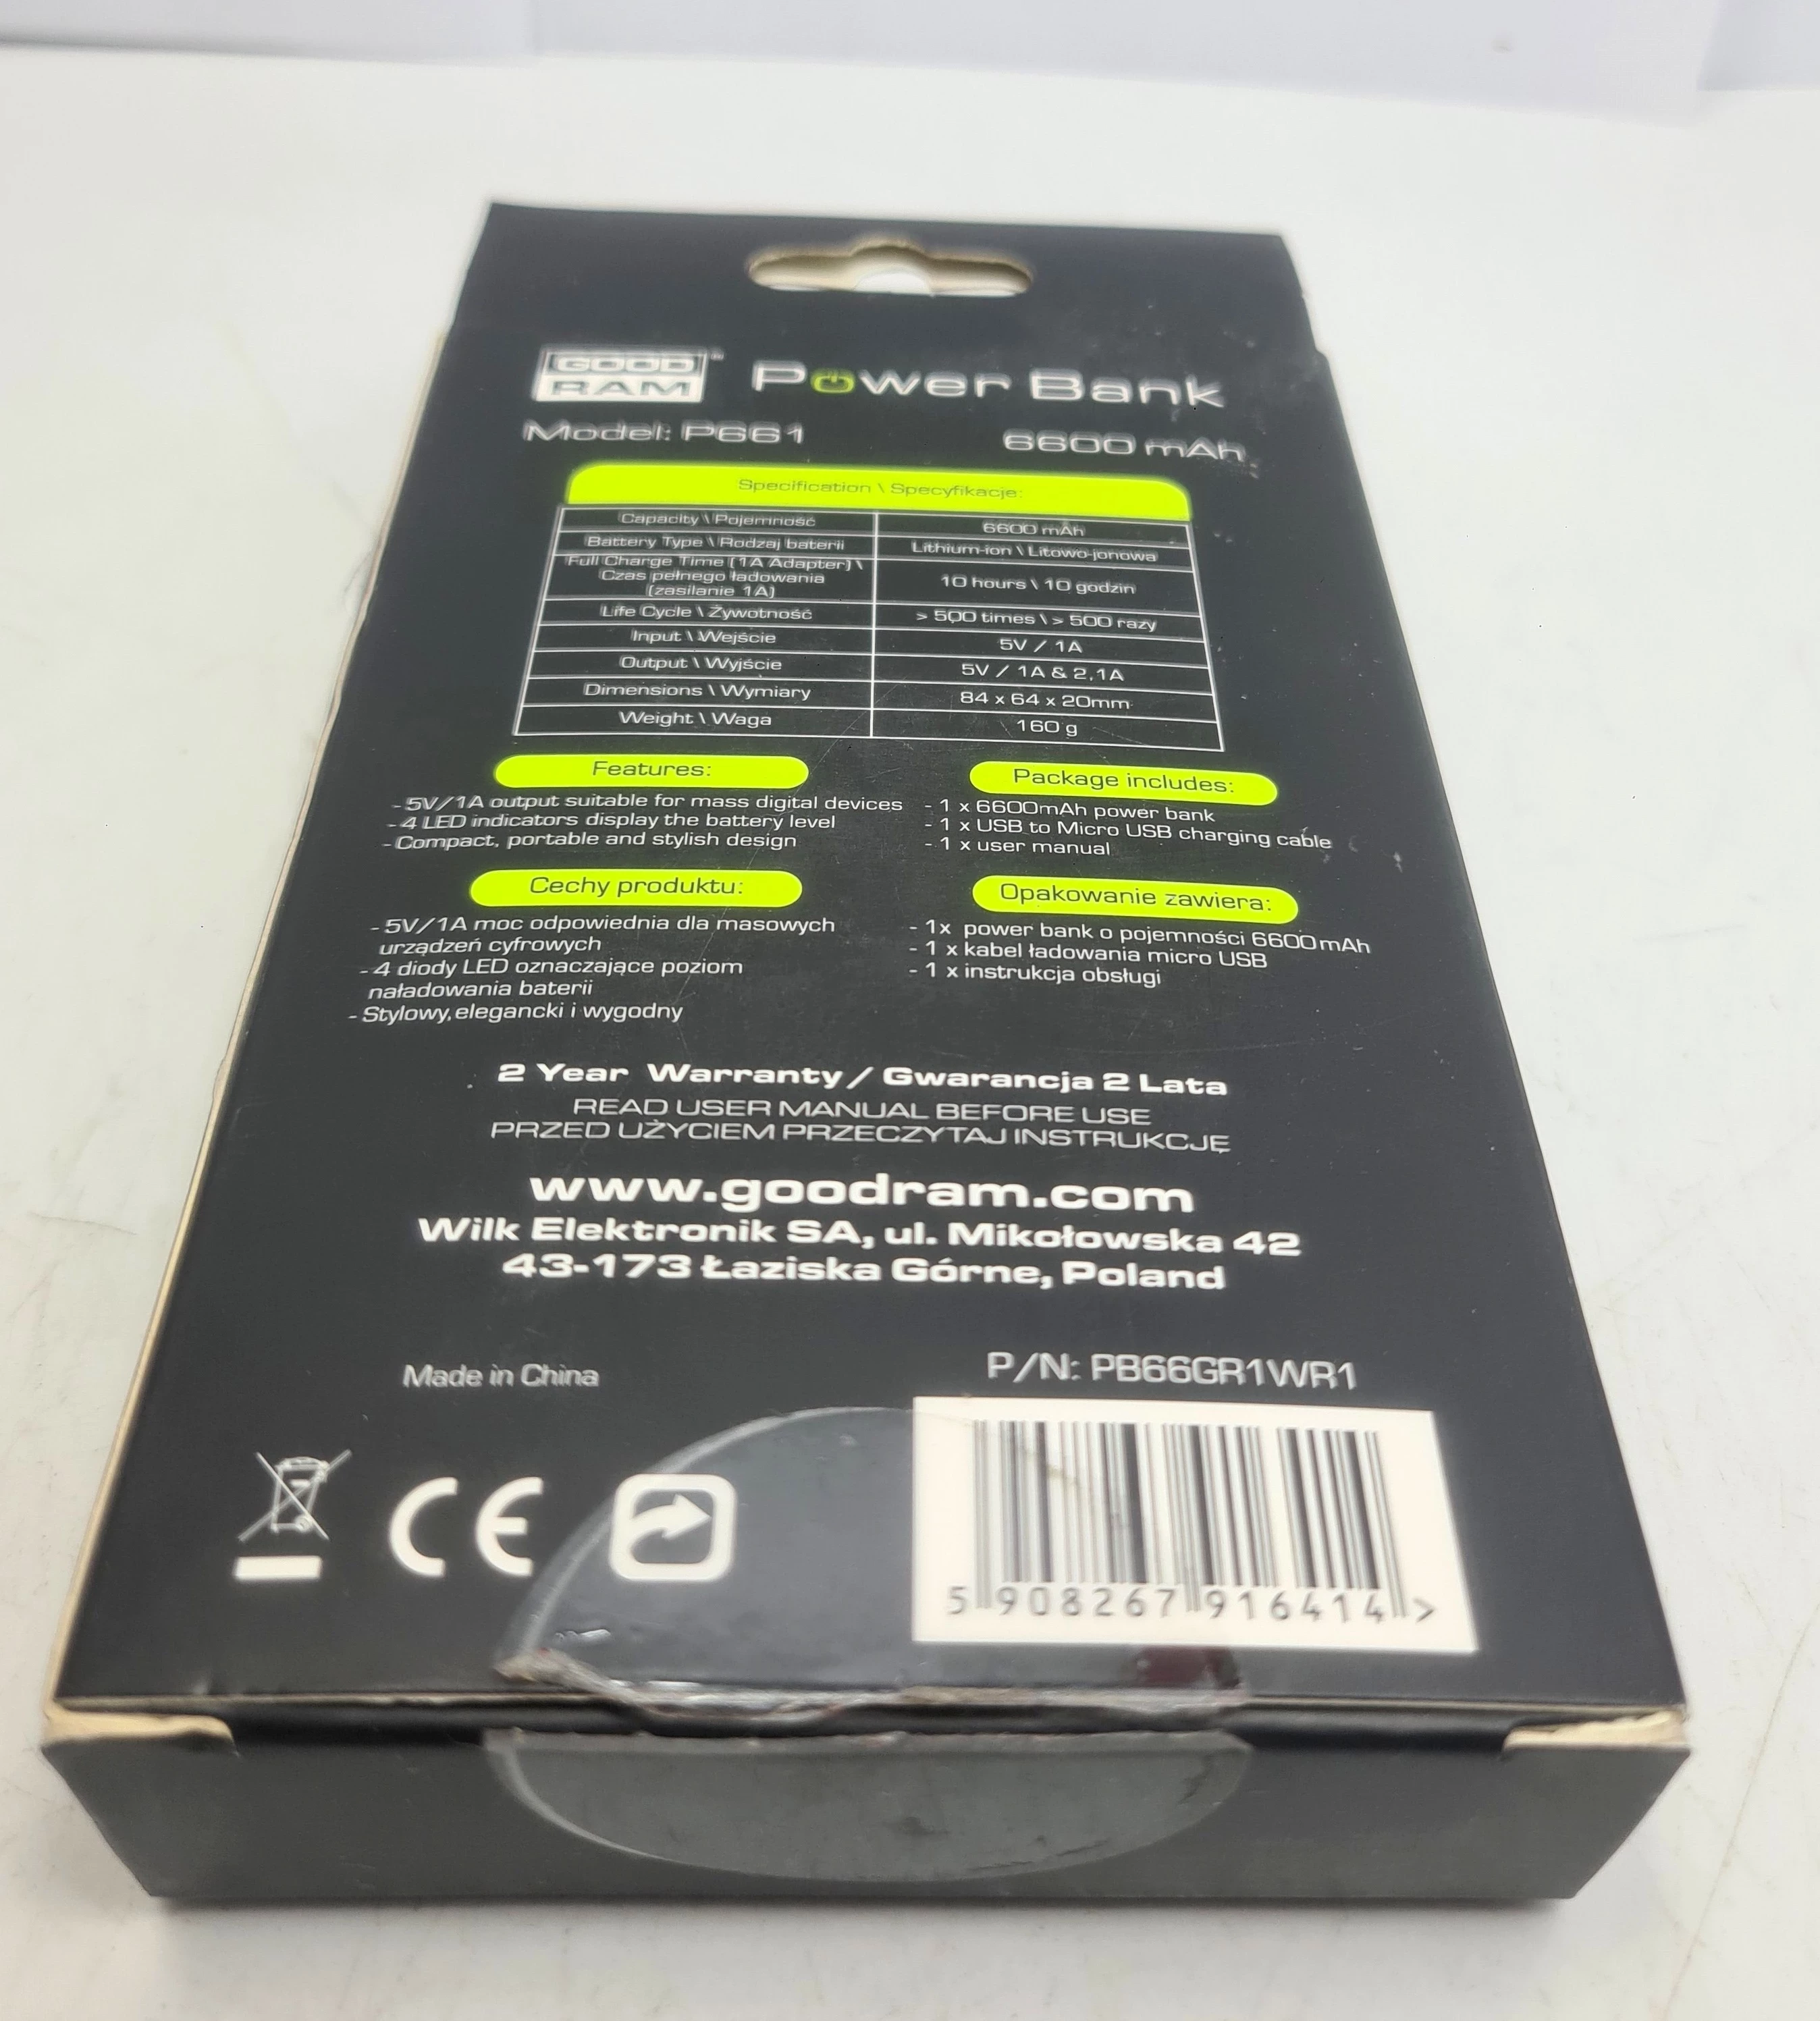 GOOD RAM™ Power Bank
Model: P661 6600 mAh
Specification \ Specyfikacje:
Capacity \ Pojemność 6600 mAh
Battery Type \ Rodzaj baterii Lithium-ion \ Litowo-jonowa
Full Charge Time (1A Adapter) \
Czas pełnego ładowania
(zasilanie 1A)
10 hours \ 10 godzin
Life Cycle \ Żywotność > 500 times \ > 500 razy
Input \ Wejście 5V / 1A
Output \ Wyjście 5V / 1A & 2,1A
Dimensions \ Wymiary 84 x 64 x 20mm
Weight \ Waga 160 g
Features:
- 5V/1A output suitable for mass digital devices
- 4 LED indicators display the battery level
- Compact, portable and stylish design
Package includes:
- 1 x 6600mAh power bank
- 1 x USB to Micro USB charging cable
- 1 x user manual
Cechy produktu:
- 5V/1A moc odpowiednia dla masowych
urządzeń cyfrowych
- 4 diody LED oznaczające poziom
naładowania baterii
- Stylowy, elegancki i wygodny
Opakowanie zawiera:
- 1x power bank o pojemności 6600mAh
- 1 x kabel ładowania micro USB
- 1 x instrukcja obsługi
2 Year Warranty / Gwarancja 2 Lata
READ USER MANUAL BEFORE USE
PRZED UŻYCIEM PRZECZYTAJ INSTRUKCJĘ
www.goodram.com
Wilk Elektronik SA, ul. Mikołowska 42
43-173 Łaziska Górne, Poland
Made in China
P/N: PB66GR1WR1
CE
5 908267 916414 >